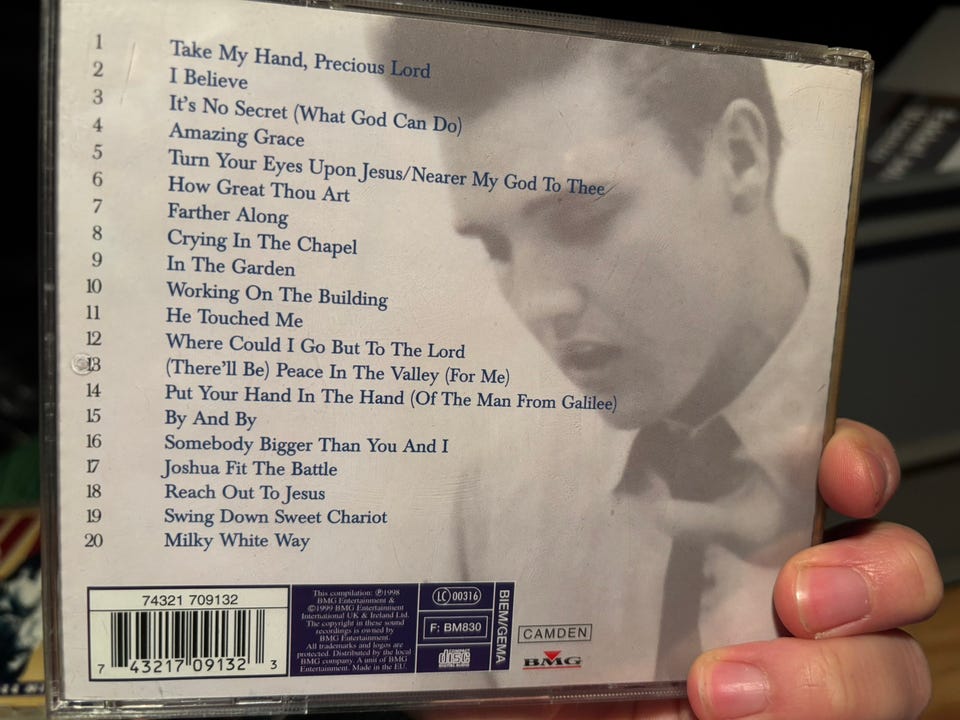 1 Take My Hand, Precious Lord
2 I Believe
3 It's No Secret (What God Can Do)
4 Amazing Grace
5 Turn Your Eyes Upon Jesus/Nearer My God To Thee
6 How Great Thou Art
7 Farther Along
8 Crying In The Chapel
9 In The Garden
10 Working On The Building
11 He Touched Me
12 Where Could I Go But To The Lord
13 (There'll Be) Peace In The Valley (For Me)
14 Put Your Hand In The Hand (Of The Man From Galilee)
15 By And By
16 Somebody Bigger Than You And I
17 Joshua Fit The Battle
18 Reach Out To Jesus
19 Swing Down Sweet Chariot
20 Milky White Way
74321 709132
7 43217 09132 3
This compilation: ℗1998
BMG Entertainment &
©1999 BMG Entertainment
International UK & Ireland Ltd.
The copyright in these sound
recordings is owned by
BMG Entertainment.
All trademarks and logos are
protected. Distributed by the local
BMG company. A unit of BMG
Entertainment. Made in the EU.
LC 00316
F: BM830
COMPACT
disc
DIGITAL AUDIO
BIEM/GEMA
CAMDEN
BMG